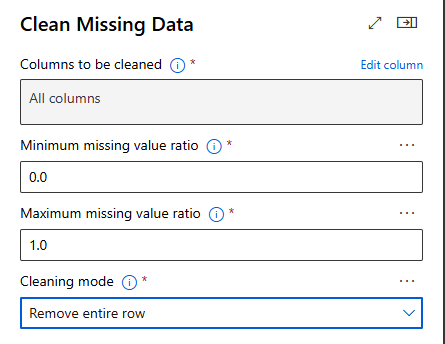 Clean Missing Data
Columns to be cleaned * Edit column
All columns
Minimum missing value ratio *
0.0
Maximum missing value ratio *
1.0
Cleaning mode *
Remove entire row